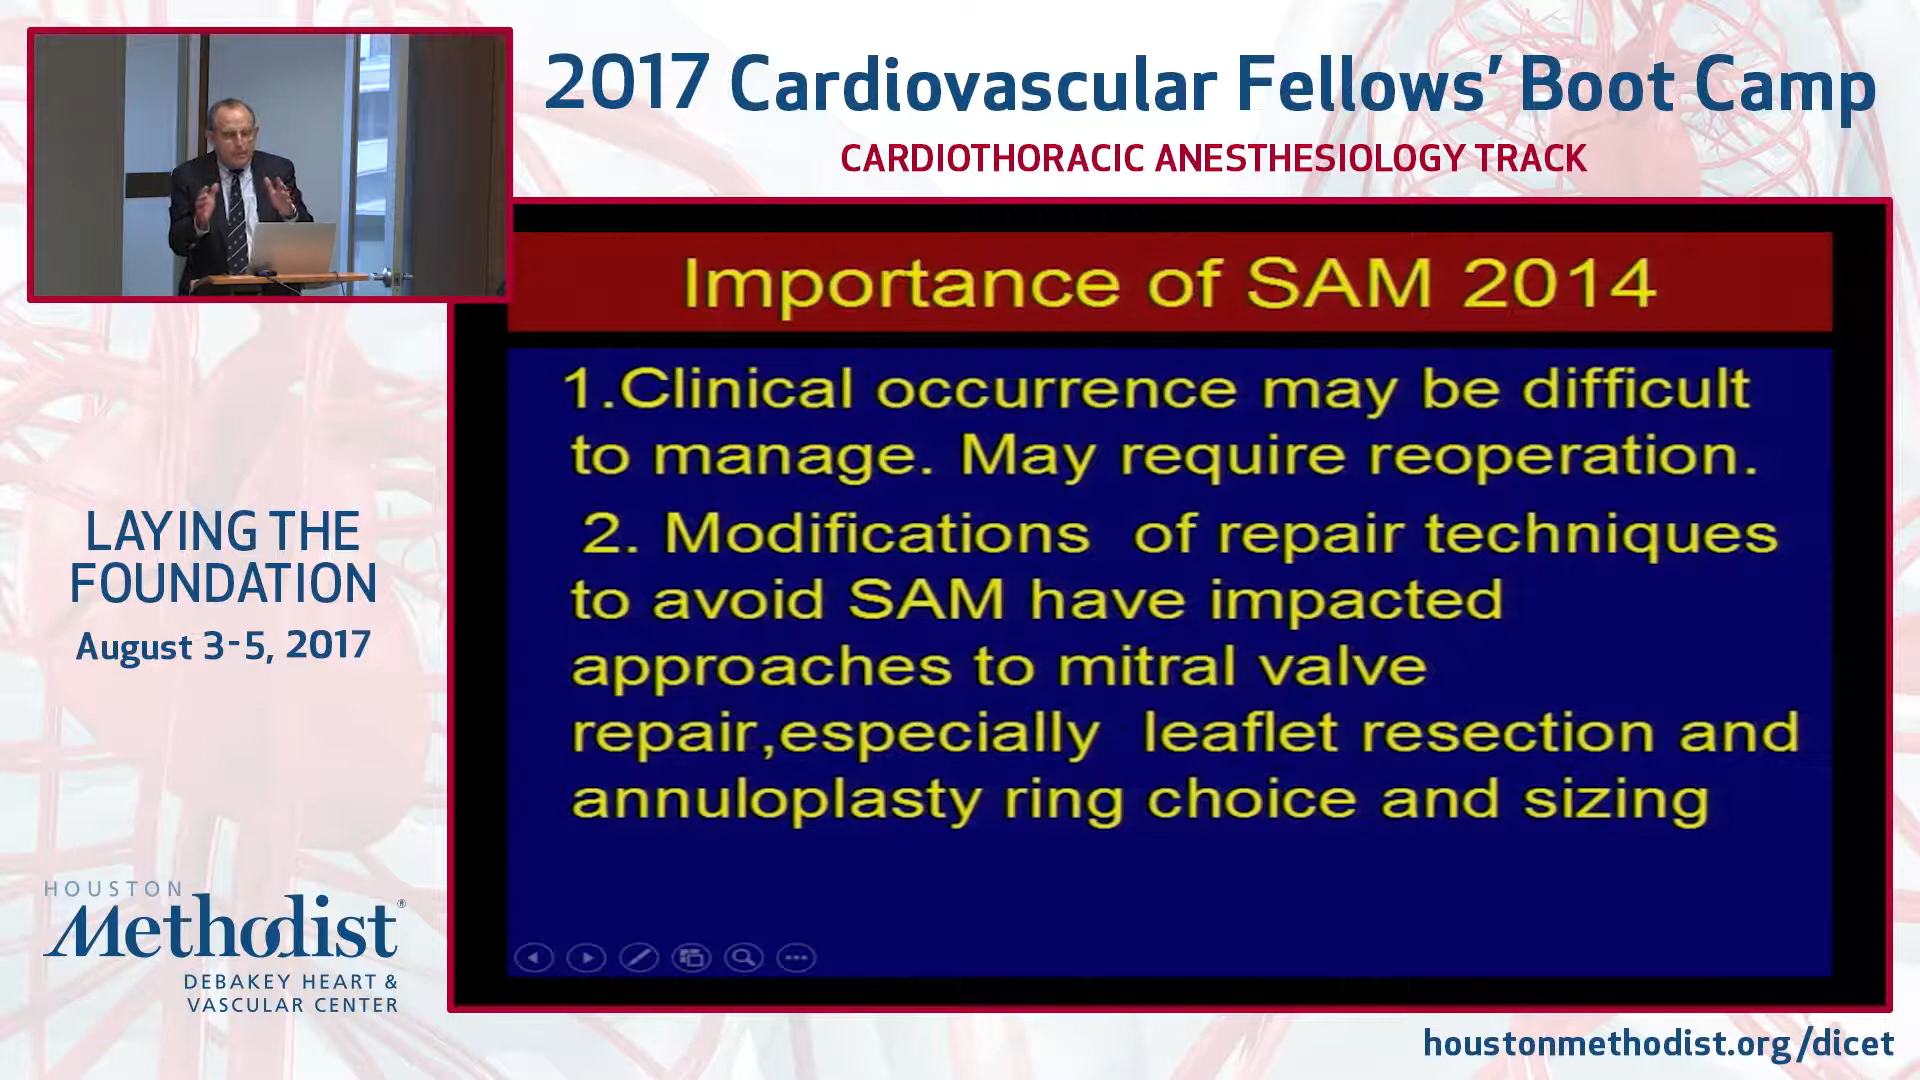 2017 Cardiovascular Fellows’ Boot Camp
CARDIOTHORACIC ANESTHESIOLOGY TRACK
Importance of SAM 2014
1.Clinical occurrence may be difficult
to manage. May require reoperation.
2. Modifications of repair techniques
to avoid SAM have impacted
approaches to mitral valve
repair,especially leaflet resection and
annuloplasty ring choice and sizing
LAYING THE
FOUNDATION
August 3-5, 2017
HOUSTON
Methodist®
DEBAKEY HEART &
VASCULAR CENTER
houstonmethodist.org/dicet